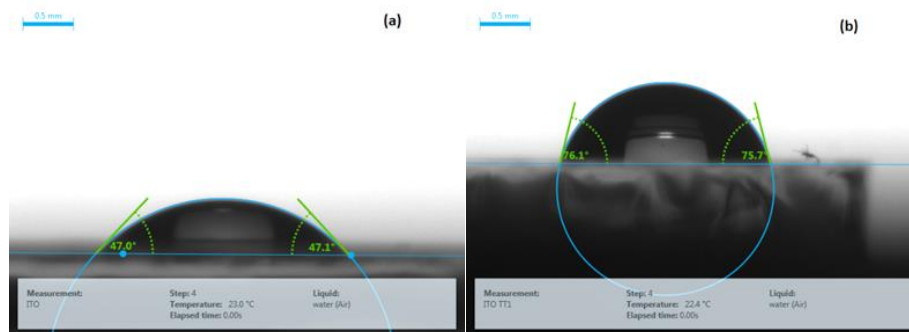 0.5 mm
(a)
47.0°
47.1°
Measurement:
ITO
Step: 4
Temperature: 23.0 °C
Elapsed time: 0.00s
Liquid:
water (Air)
0.5 mm
(b)
76.1°
75.7°
Measurement:
ITO TT1
Step: 4
Temperature: 22.4 °C
Elapsed time: 0.00s
Liquid:
water (Air)